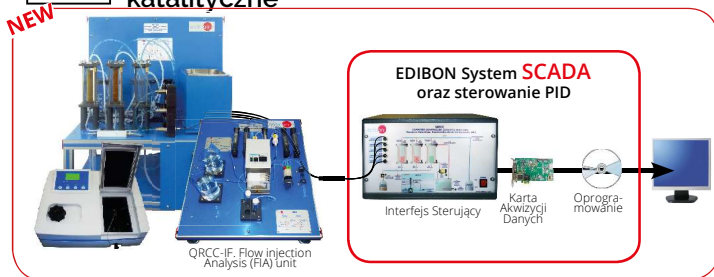 katalityczne
NEW
EDIBON System SCADA
oraz sterowanie PID
Interfejs Sterujący
Karta
Akwizycji
Danych
Oprogra-
mowanie
QRCC-IF. Flow injection
Analysis (FIA) unit